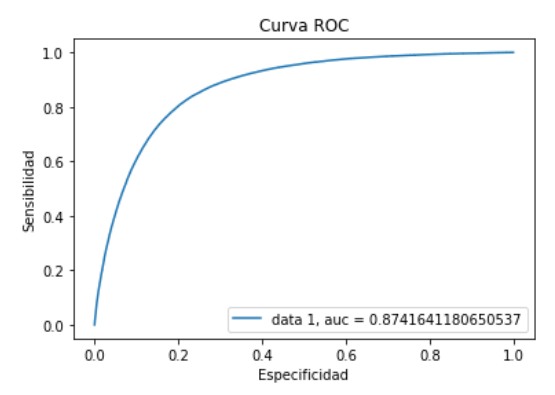 Curva ROC
1.0
0.8
0.6
0.4
0.2
0.0
Sensibilidad
data 1, auc = 0.8741641180650537
0.0 0.2 0.4 0.6 0.8 1.0
Especificidad